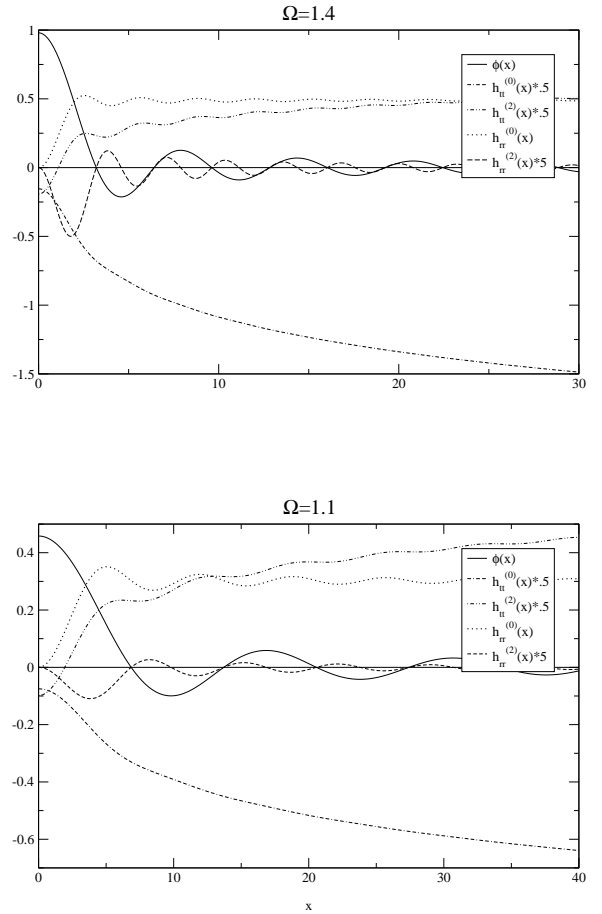 Ω=1.4
1
0.5
0
-0.5
-1
-1.5
0
10
20
30
ϕ(x)
h_tt^(0)(x)*.5
h_tt^(2)(x)*.5
h_rr^(0)(x)
h_rr^(2)(x)*5
Ω=1.1
0.4
0.2
0
-0.2
-0.4
-0.6
0
10
20
30
40
x
ϕ(x)
h_tt^(0)(x)*.5
h_tt^(2)(x)*.5
h_rr^(0)(x)
h_rr^(2)(x)*5